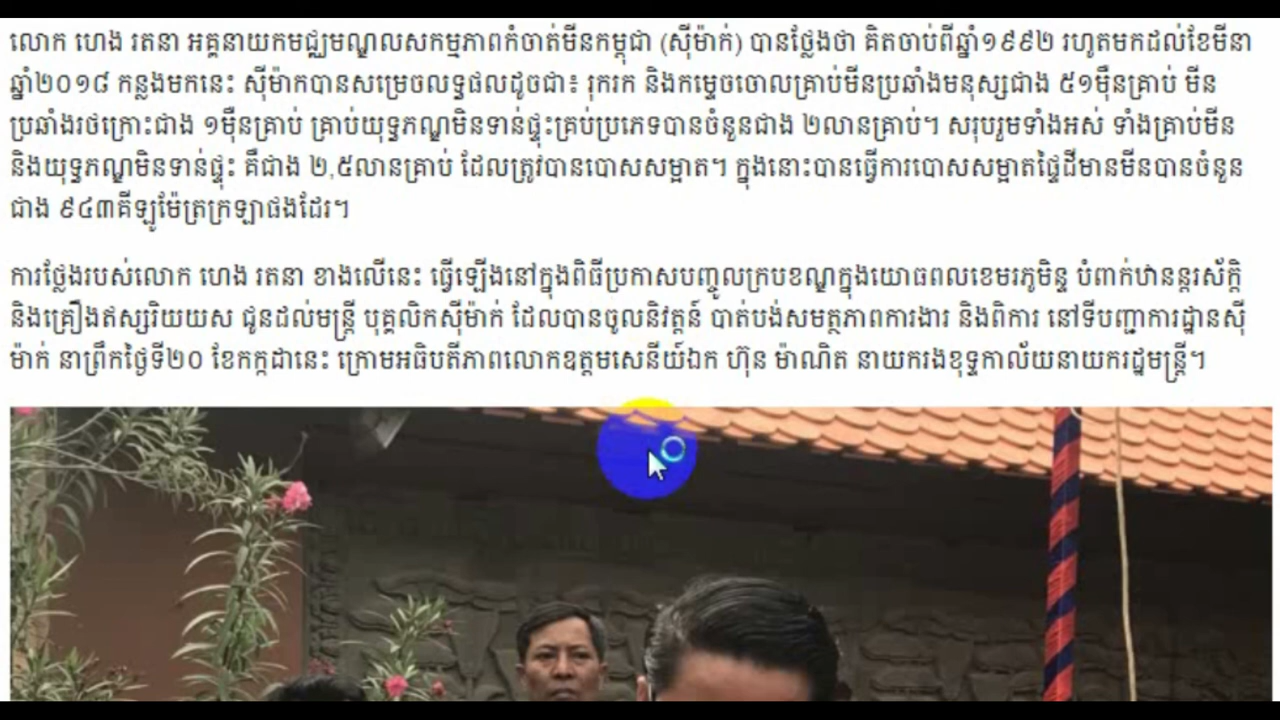 លោក ហេង រតនា អគ្គនាយកមជ្ឈមណ្ឌលសកម្មភាពកំចាត់មីនកម្ពុជា (ស៊ីម៉ាក់) បានថ្លែងថា គិតចាប់ពីឆ្នាំ១៩៩២ រហូតមកដល់ខែមីនា
ឆ្នាំ២០១៨ កន្លងមកនេះ ស៊ីម៉ាកបានសម្រេចលទ្ធផលដូចជា៖ រុករក និងកម្ទេចចោលគ្រាប់មីនប្រឆាំងមនុស្សជាង ៥១ម៉ឺនគ្រាប់ មីន
ប្រឆាំងរថក្រោះជាង ១ម៉ឺនគ្រាប់ គ្រាប់យុទ្ធភណ្ឌមិនទាន់ផ្ទុះគ្រប់ប្រភេទបានចំនួនជាង ២លានគ្រាប់។ សរុបរួមទាំងអស់ ទាំងគ្រាប់មីន
និងយុទ្ធភណ្ឌមិនទាន់ផ្ទុះ គឺជាង ២,៥លានគ្រាប់ ដែលត្រូវបានបោសសម្អាត។ ក្នុងនោះបានធ្វើការបោសសម្អាតផ្ទៃដីមានមីនបានចំនួន
ជាង ៩៤៣គីឡូម៉ែត្រក្រឡាផងដែរ។
ការថ្លែងរបស់លោក ហេង រតនា ខាងលើនេះ ធ្វើឡើងនៅក្នុងពិធីប្រកាសបញ្ចូលក្របខណ្ឌក្នុងយោធពលខេមរភូមិន្ទ បំពាក់ឋានន្តរស័ក្តិ
និងគ្រឿងឥស្សរិយយស ជូនដល់មន្ត្រី បុគ្គលិកស៊ីម៉ាក់ ដែលបានចូលនិវត្តន៍ បាត់បង់សមត្ថភាពការងារ និងពិការ នៅទីបញ្ជាការដ្ឋានស៊ី
ម៉ាក់ នាព្រឹកថ្ងៃទី២០ ខែកក្កដានេះ ក្រោមអធិបតីភាពលោកឧត្តមសេនីយ៍ឯក ហ៊ុន ម៉ាណិត នាយករងខុទ្ទកាល័យនាយករដ្ឋមន្ត្រី។